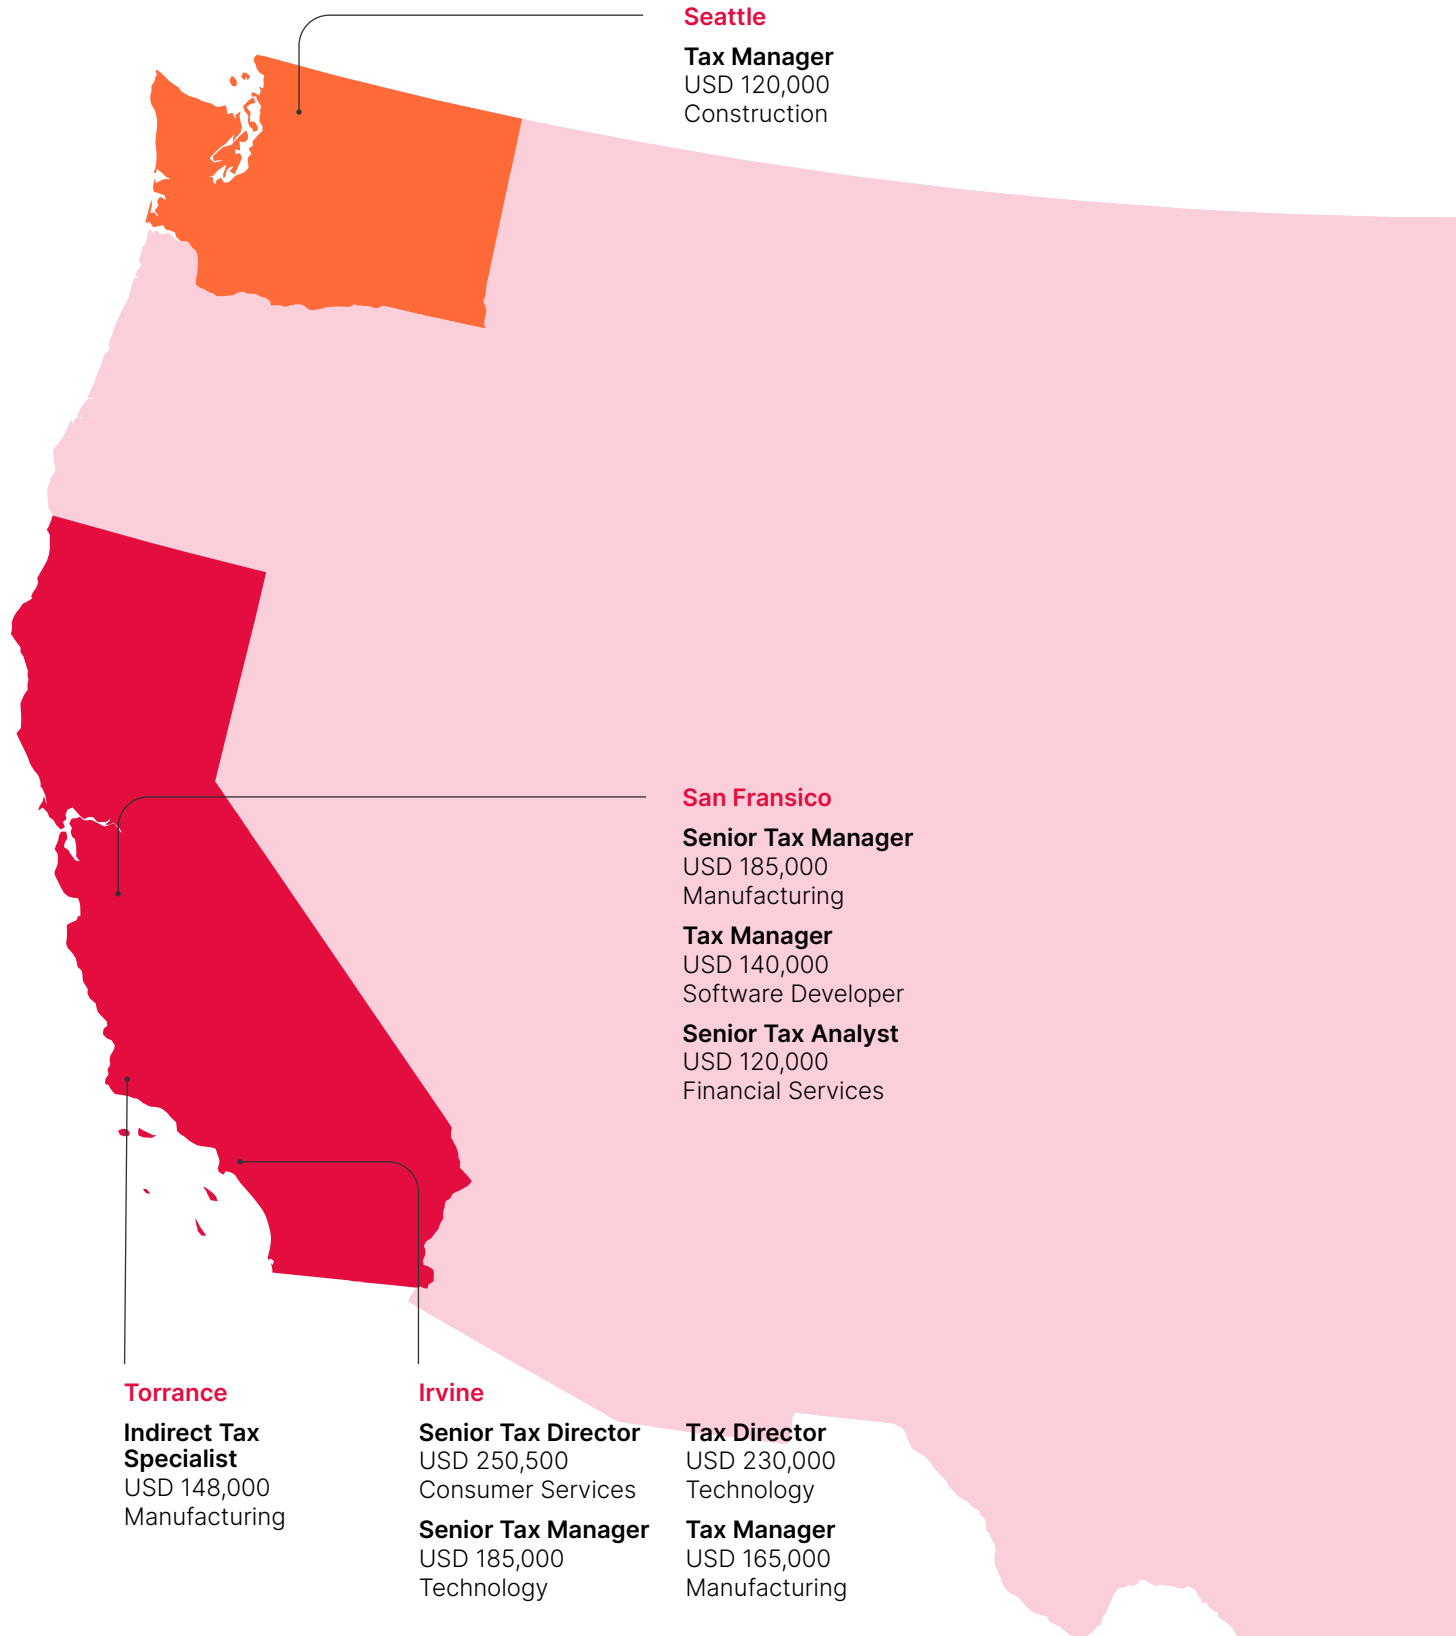 Seattle
Tax Manager
USD 120,000
Construction
San Fransico
Senior Tax Manager
USD 185,000
Manufacturing
Tax Manager
USD 140,000
Software Developer
Senior Tax Analyst
USD 120,000
Financial Services
Torrance
Indirect Tax
Specialist
USD 148,000
Manufacturing
Irvine
Senior Tax Director
USD 250,500
Consumer Services
Senior Tax Manager
USD 185,000
Technology
Tax Director
USD 230,000
Technology
Tax Manager
USD 165,000
Manufacturing